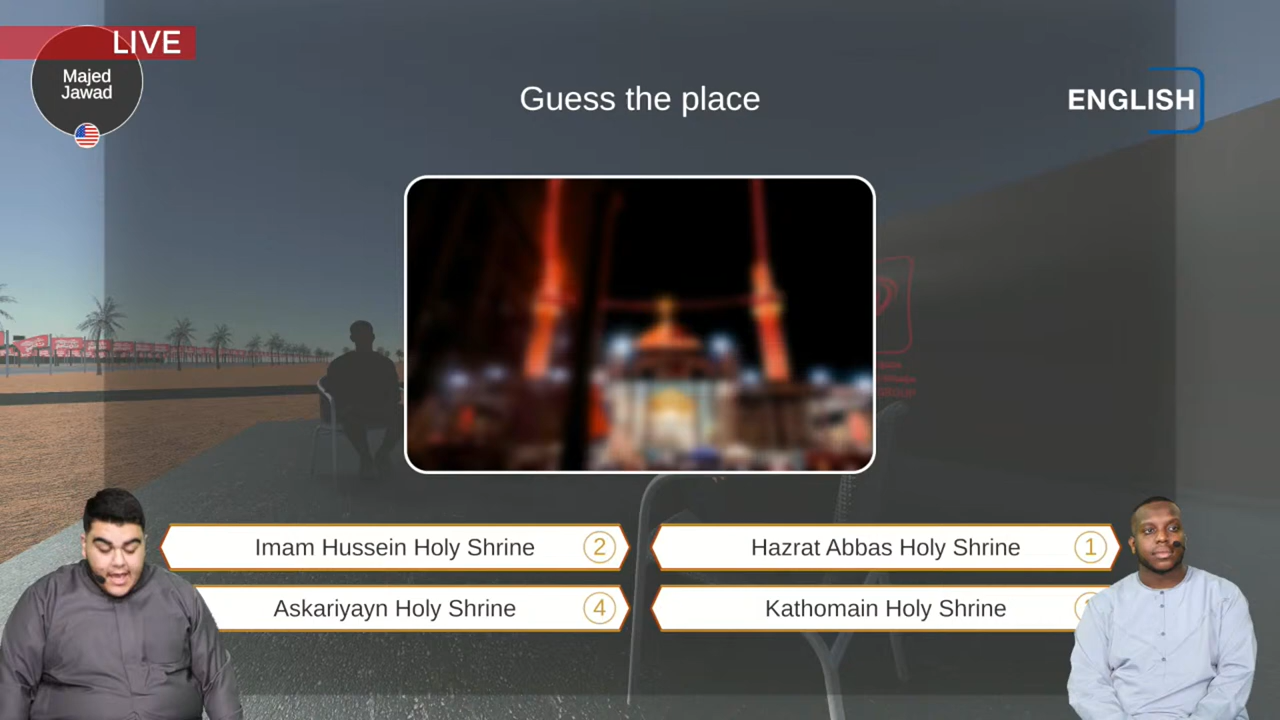 LIVE
Majed
Jawad
Guess the place
ENGLISH
Imam Hussein Holy Shrine 2
Hazrat Abbas Holy Shrine 1
Askariyayn Holy Shrine 4
Kathomain Holy Shrine